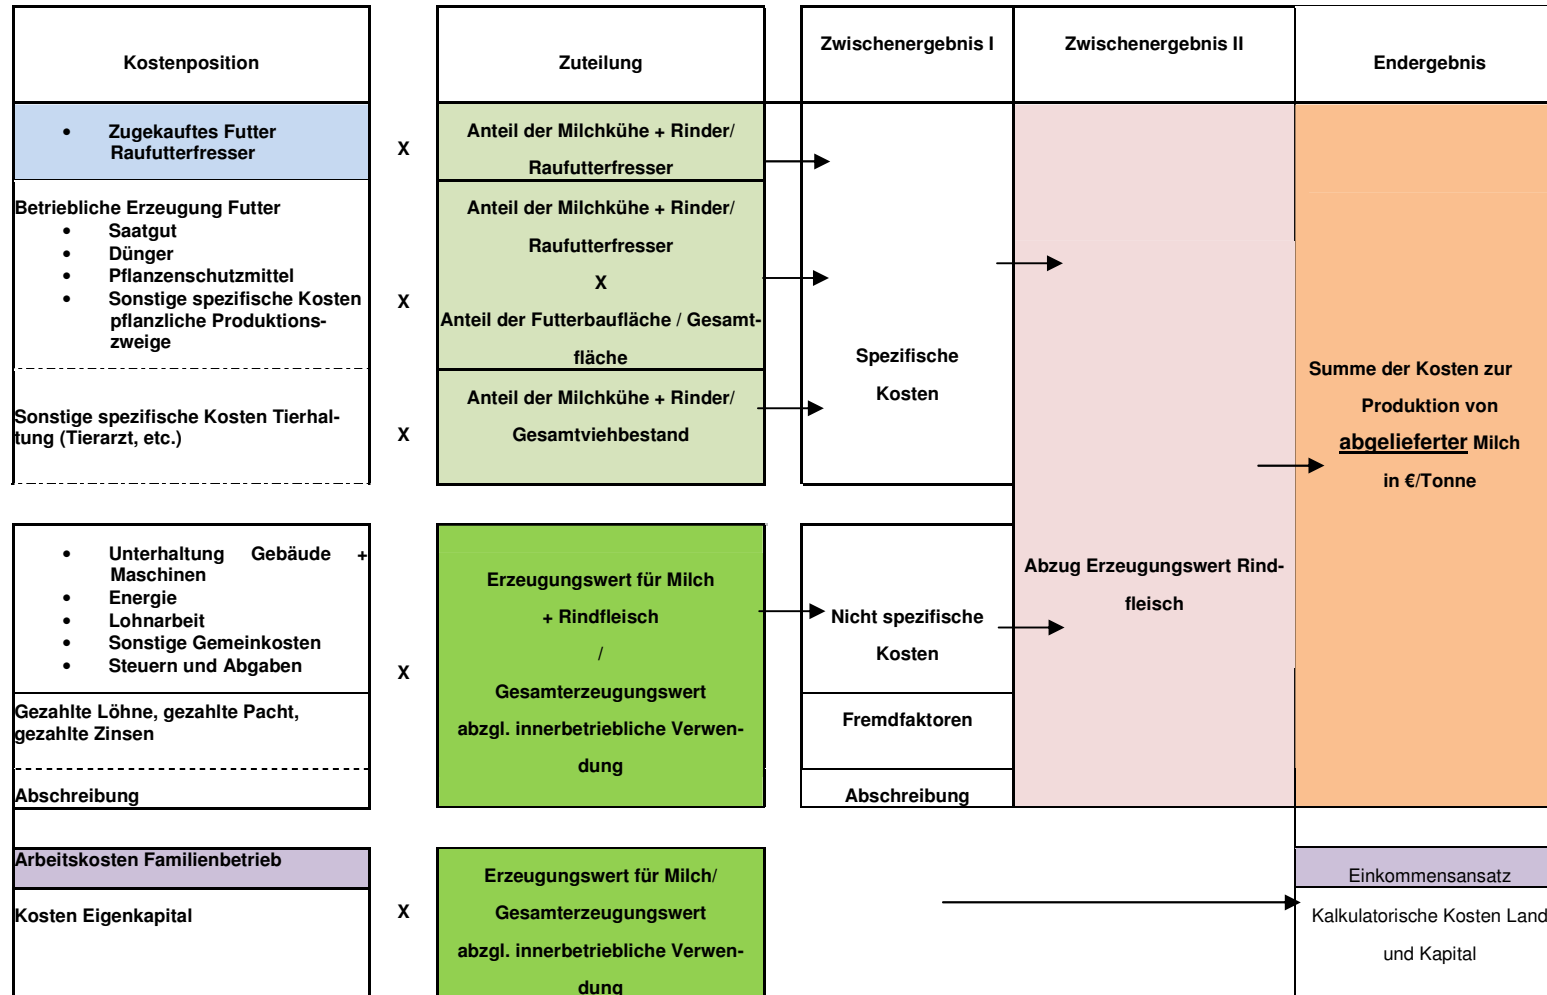 Kostenposition
Zuteilung
Zwischenergebnis I
Zwischenergebnis II
Endergebnis
• Zugekauftes Futter
Raufutterfresser
X
Anteil der Milchkühe + Rinder/
Raufutterfresser
Betriebliche Erzeugung Futter
• Saatgut
• Dünger
• Pflanzenschutzmittel
• Sonstige spezifische Kosten
pflanzliche Produktions-
zweige
X
Anteil der Milchkühe + Rinder/
Raufutterfresser
X
Anteil der Futterbaufläche / Gesamt-
fläche
Sonstige spezifische Kosten Tierhal-
tung (Tierarzt, etc.)
X
Anteil der Milchkühe + Rinder/
Gesamtviehbestand
Spezifische
Kosten
• Unterhaltung Gebäude +
Maschinen
• Energie
• Lohnarbeit
• Sonstige Gemeinkosten
• Steuern und Abgaben
Gezahlte Löhne, gezahlte Pacht,
gezahlte Zinsen
Abschreibung
X
Erzeugungswert für Milch
+ Rindfleisch
/
Gesamterzeugungswert
abzgl. innerbetriebliche Verwen-
dung
Nicht spezifische
Kosten
Fremdfaktoren
Abschreibung
Abzug Erzeugungswert Rind-
fleisch
Summe der Kosten zur
Produktion von
abgelieferter Milch
in €/Tonne
Arbeitskosten Familienbetrieb
Kosten Eigenkapital
X
Erzeugungswert für Milch/
Gesamterzeugungswert
abzgl. innerbetriebliche Verwen-
dung
Einkommensansatz
Kalkulatorische Kosten Land
und Kapital